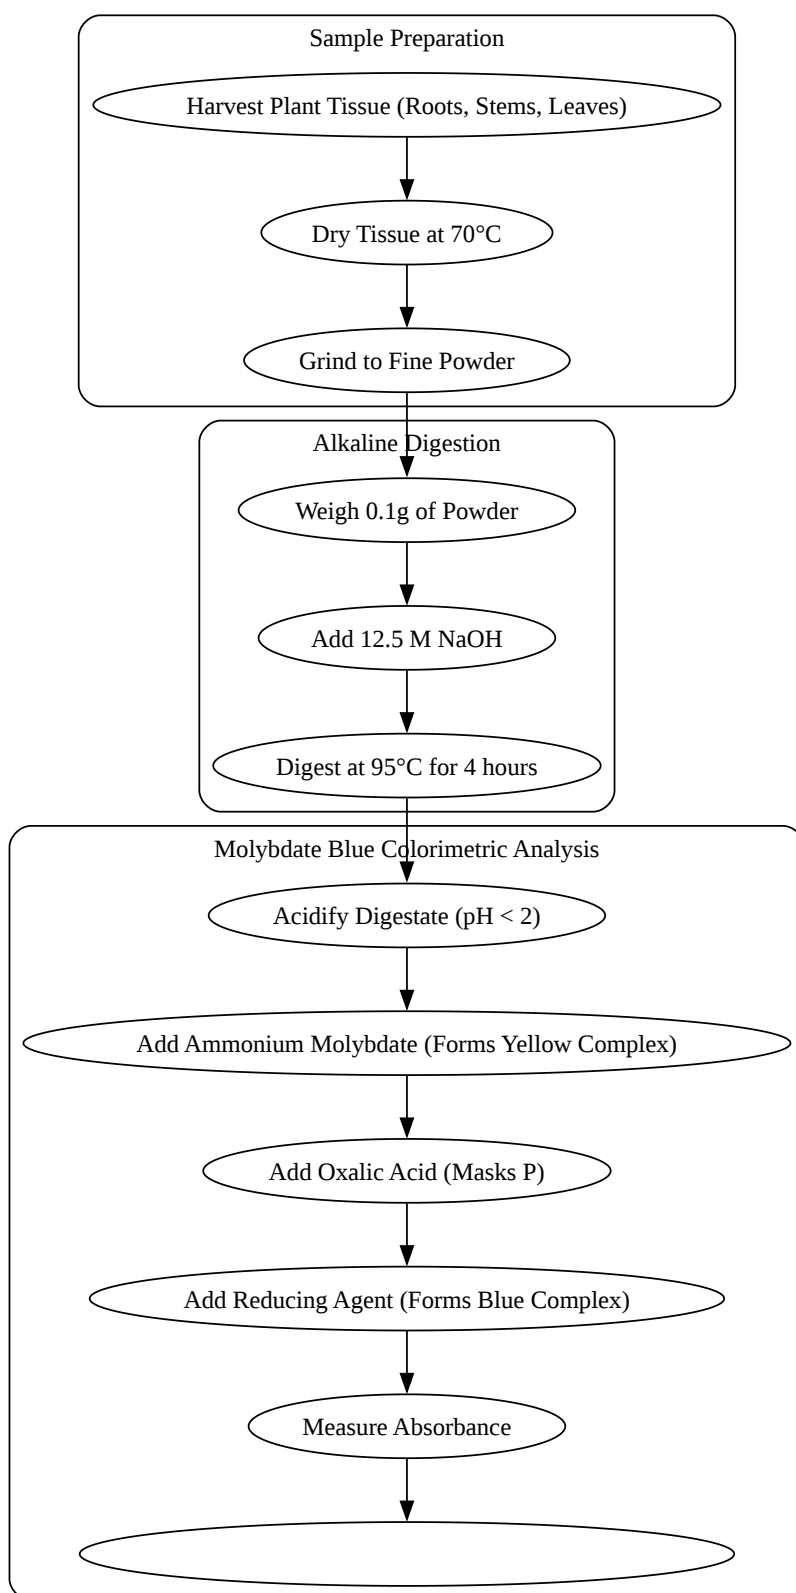 Sample Preparation
Harvest Plant Tissue (Roots, Stems, Leaves)
Dry Tissue at 70°C
Grind to Fine Powder
Alkaline Digestion
Weigh 0.1g of Powder
Add 12.5 M NaOH
Digest at 95°C for 4 hours
Molybdate Blue Colorimetric Analysis
Acidify Digestate (pH < 2)
Add Ammonium Molybdate (Forms Yellow Complex)
Add Oxalic Acid (Masks P)
Add Reducing Agent (Forms Blue Complex)
Measure Absorbance